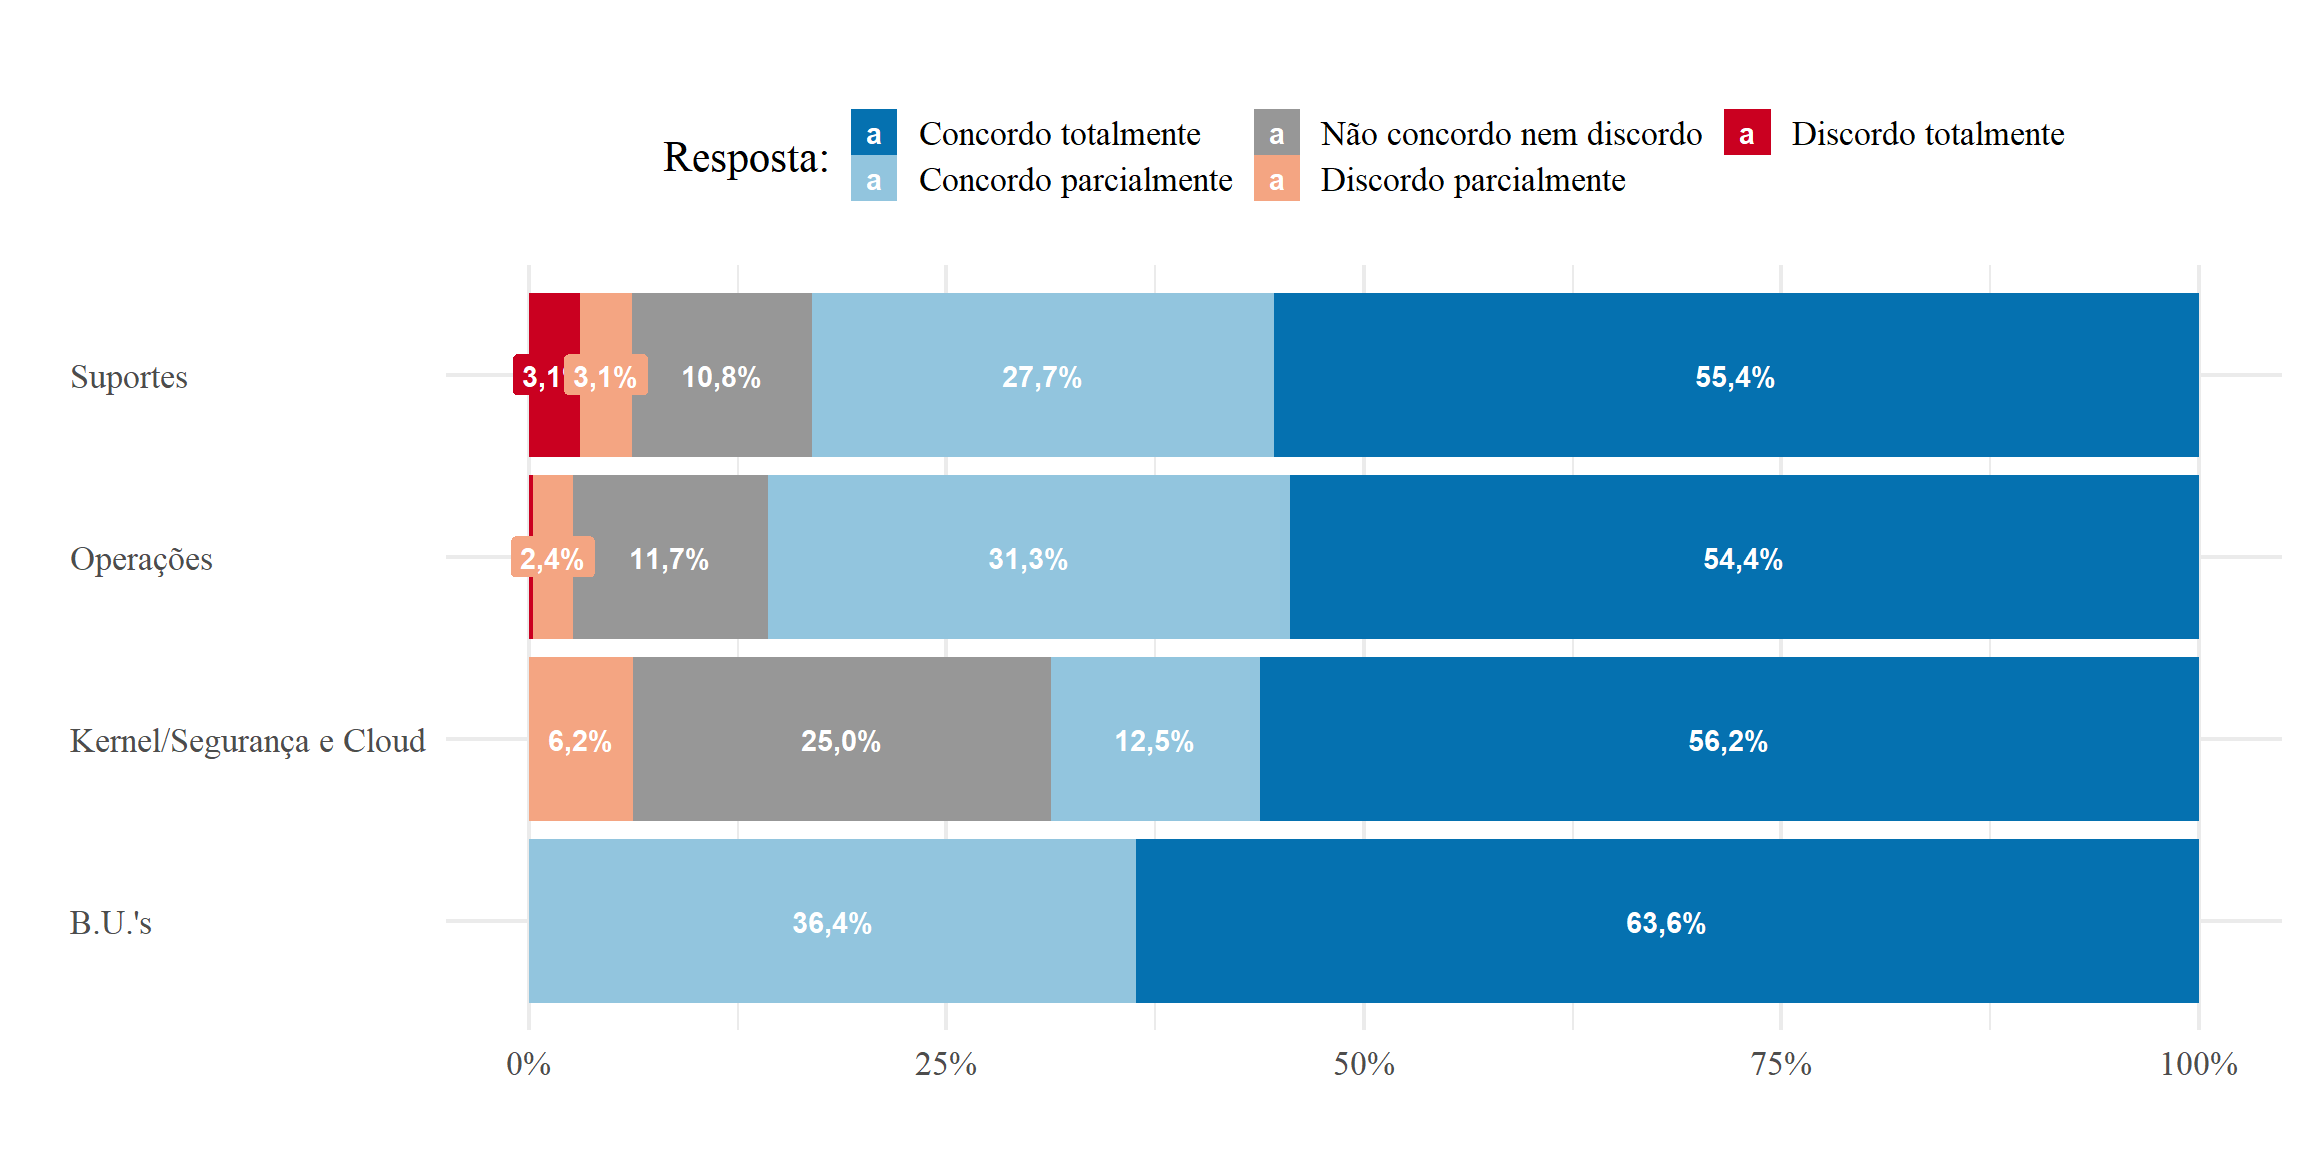 Resposta:
a Concordo totalmente a Não concordo nem discordo a Discordo totalmente
a Concordo parcialmente a Discordo parcialmente
Suportes 3,1 3,1% 10,8% 27,7% 55,4%
Operações 2,4% 11,7% 31,3% 54,4%
Kernel/Segurança e Cloud 6,2% 25,0% 12,5% 56,2%
B.U.'s 36,4% 63,6%
0% 25% 50% 75% 100%